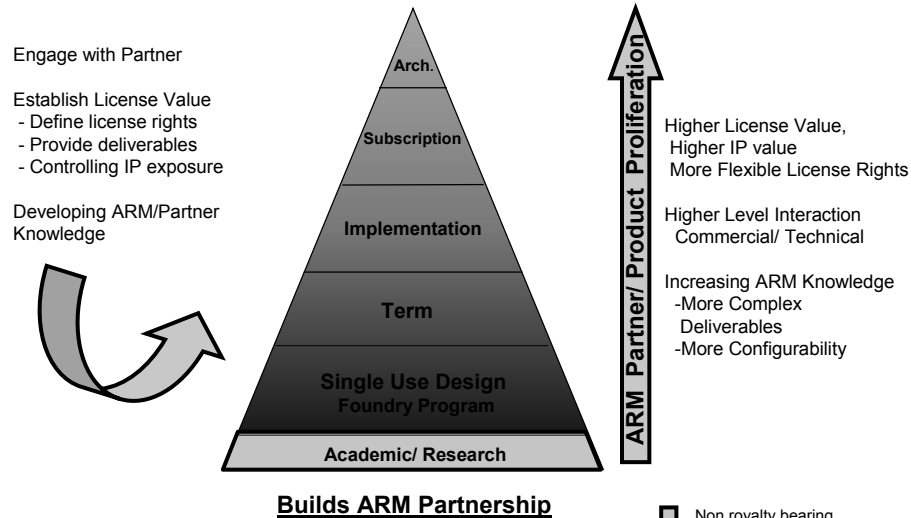 Engage with Partner
Establish License Value
- Define license rights
- Provide deliverables
- Controlling IP exposure
Developing ARM/Partner
Knowledge
Arch.
Subscription
Implementation
Term
Single Use Design
Foundry Program
Academic/ Research
Builds ARM Partnership
ARM Partner/ Product Proliferation
Higher License Value,
Higher IP value
More Flexible License Rights
Higher Level Interaction
Commercial/ Technical
Increasing ARM Knowledge
-More Complex
Deliverables
-More Configurability
Non royalty bearing